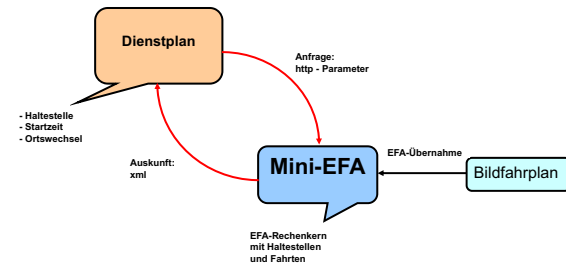 Dienstplan
Anfrage:
http - Parameter
- Haltestelle
- Startzeit
- Ortswechsel
Auskunft:
xml
Mini-EFA
EFA-Übernahme
Bildfahrplan
EFA-Rechenkern
mit Haltestellen
und Fahrten